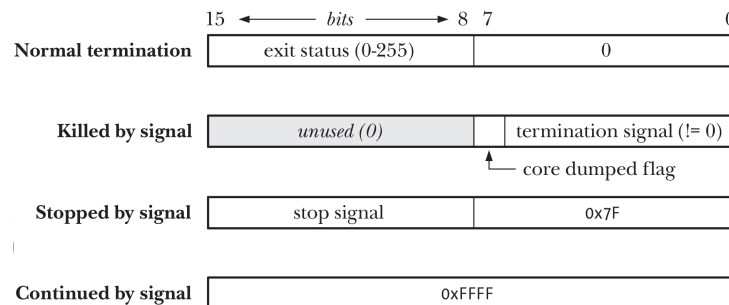 15 bits 8 7 0
Normal termination exit status (0-255) 0
Killed by signal unused (0) termination signal (!= 0)
core dumped flag
Stopped by signal stop signal 0x7F
Continued by signal 0xFFFF